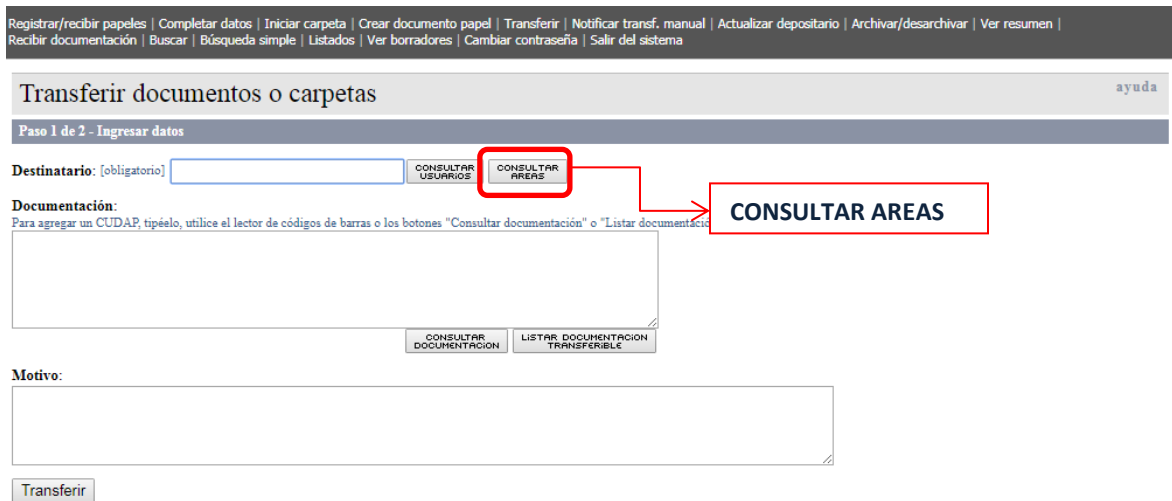 Registrar/recibir papeles | Completar datos | Iniciar carpeta | Crear documento papel | Transferir | Notificar transf. manual | Actualizar depositario | Archivar/desarchivar | Ver resumen |
Recibir documentación | Buscar | Búsqueda simple | Listados | Ver borradores | Cambiar contraseña | Salir del sistema
Transferir documentos o carpetas
ayuda
Paso 1 de 2 - Ingresar datos
Destinatario: [obligatorio]
CONSULTAR
USUARIOS
CONSULTAR
AREAS
CONSULTAR AREAS
Documentación:
Para agregar un CUDAP, tipéelo, utilice el lector de códigos de barras o los botones "Consultar documentación" o "Listar documentació
CONSULTAR
DOCUMENTACION
LISTAR DOCUMENTACION
TRANSFERIBLE
Motivo:
Transferir